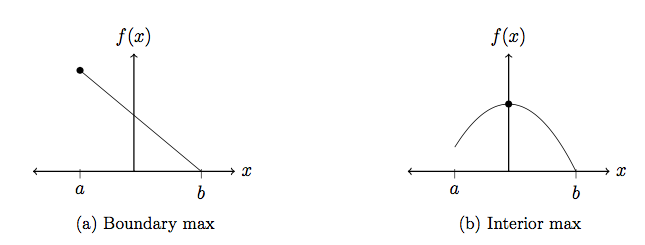 f(x)
x
a
b
(a) Boundary max
f(x)
x
a
b
(b) Interior max